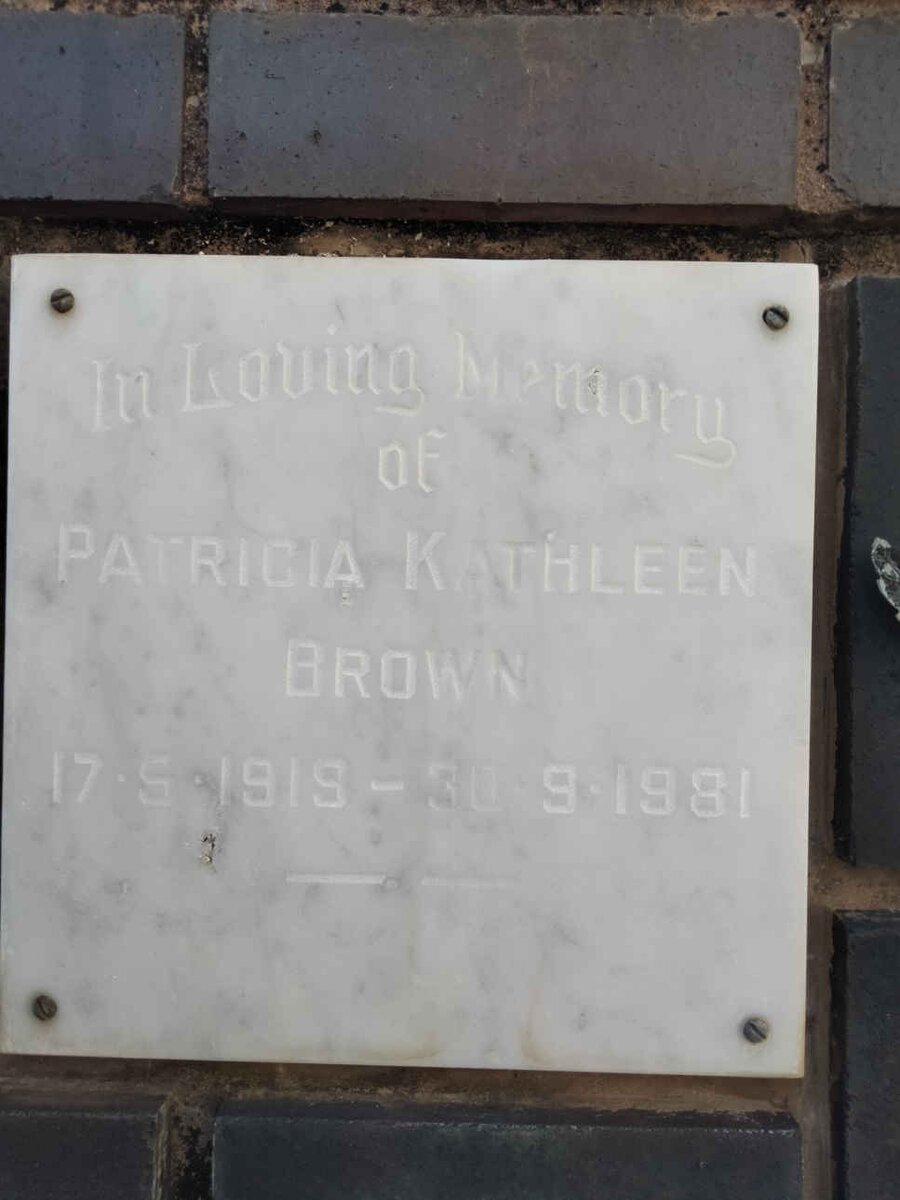 In Loving Memory
of
PATRICIA KATHLEEN
BROWN
17·5·1919–30·9·1981